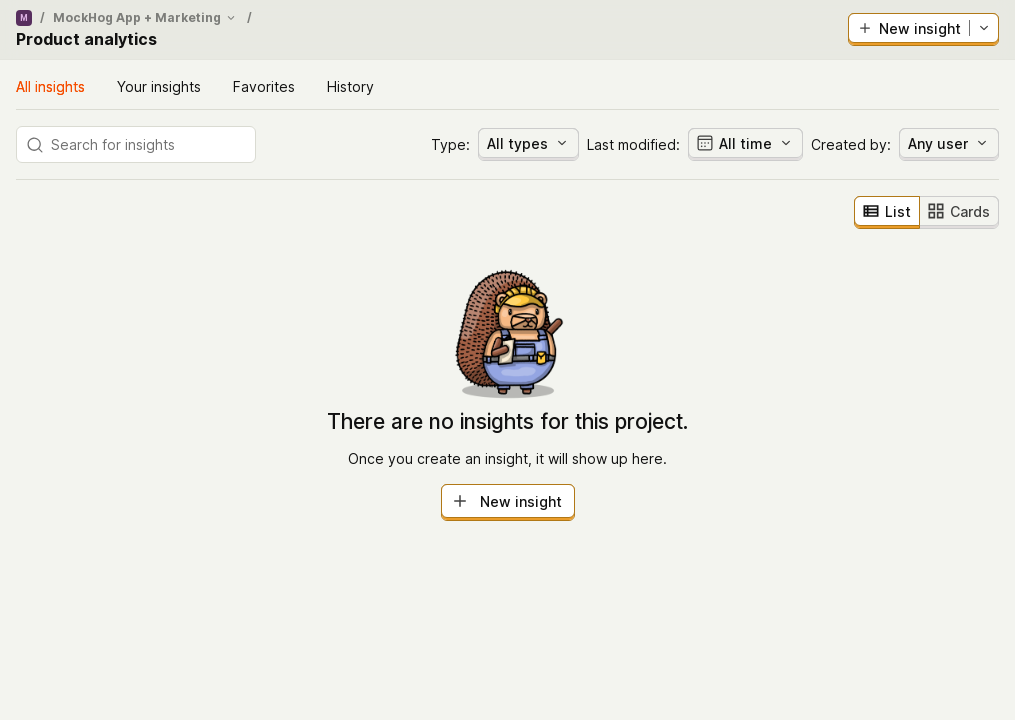 M / MockHog App + Marketing /
Product analytics
New insight
All insights Your insights Favorites History
Search for insights Type: All types Last modified: All time Created by: Any user
List Cards
There are no insights for this project.
Once you create an insight, it will show up here.
New insight